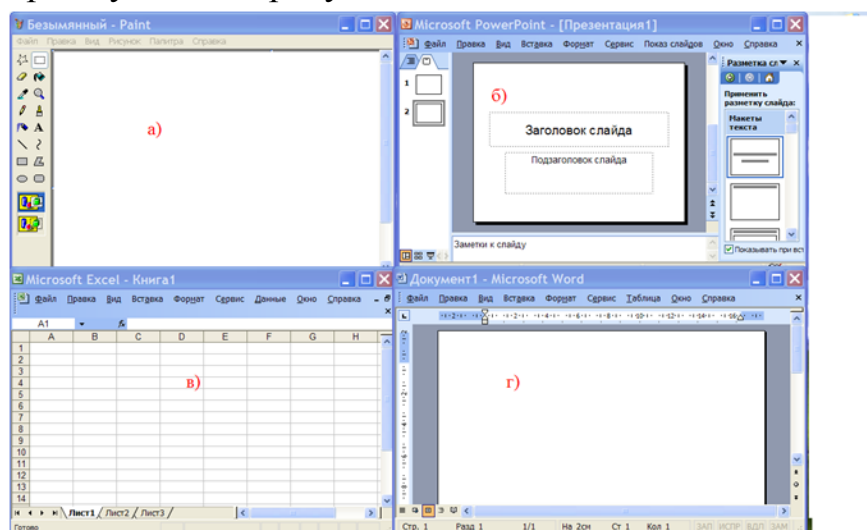 Безымянный - Paint
Файл Правка Вид Рисунок Палитра Справка
а)
Microsoft PowerPoint - [Презентация1]
Файл Правка Вид Вставка Формат Сервис Показ слайдов Окно Справка
1
2
б)
Заголовок слайда
Подзаголовок слайда
Заметки к слайду
Разметка сл
Применить
разметку слайда:
Макеты
текста
Показывать при вст
Microsoft Excel - Книга1
Файл Правка Вид Вставка Формат Сервис Данные Окно Справка
A1 fx
A B C D E F G H
1
2
3
4
5
6
7
8
9
10
11
12
13
14
в)
Лист1 Лист2 Лист3
Готово
Документ1 - Microsoft Word
Файл Правка Вид Вставка Формат Сервис Таблица Окно Справка
г)
Стр. 1 Разд 1 1/1 На 2см Ст 1 Кол 1 ЗАП ИСПР ВДЛ ЗАМ